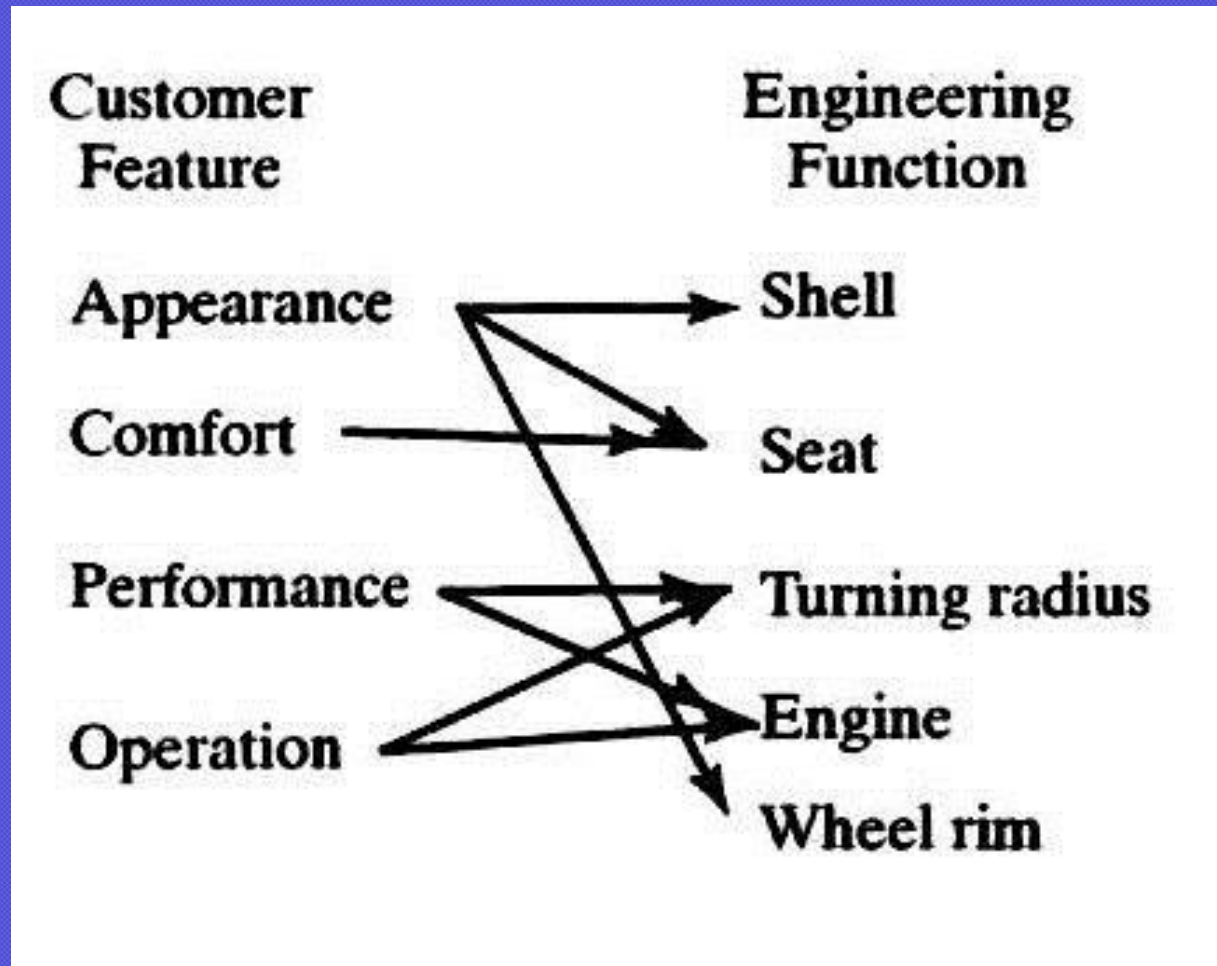 Customer
Feature
Engineering
Function
Appearance
Shell
Comfort
Seat
Performance
Turning radius
Operation
Engine
Wheel rim